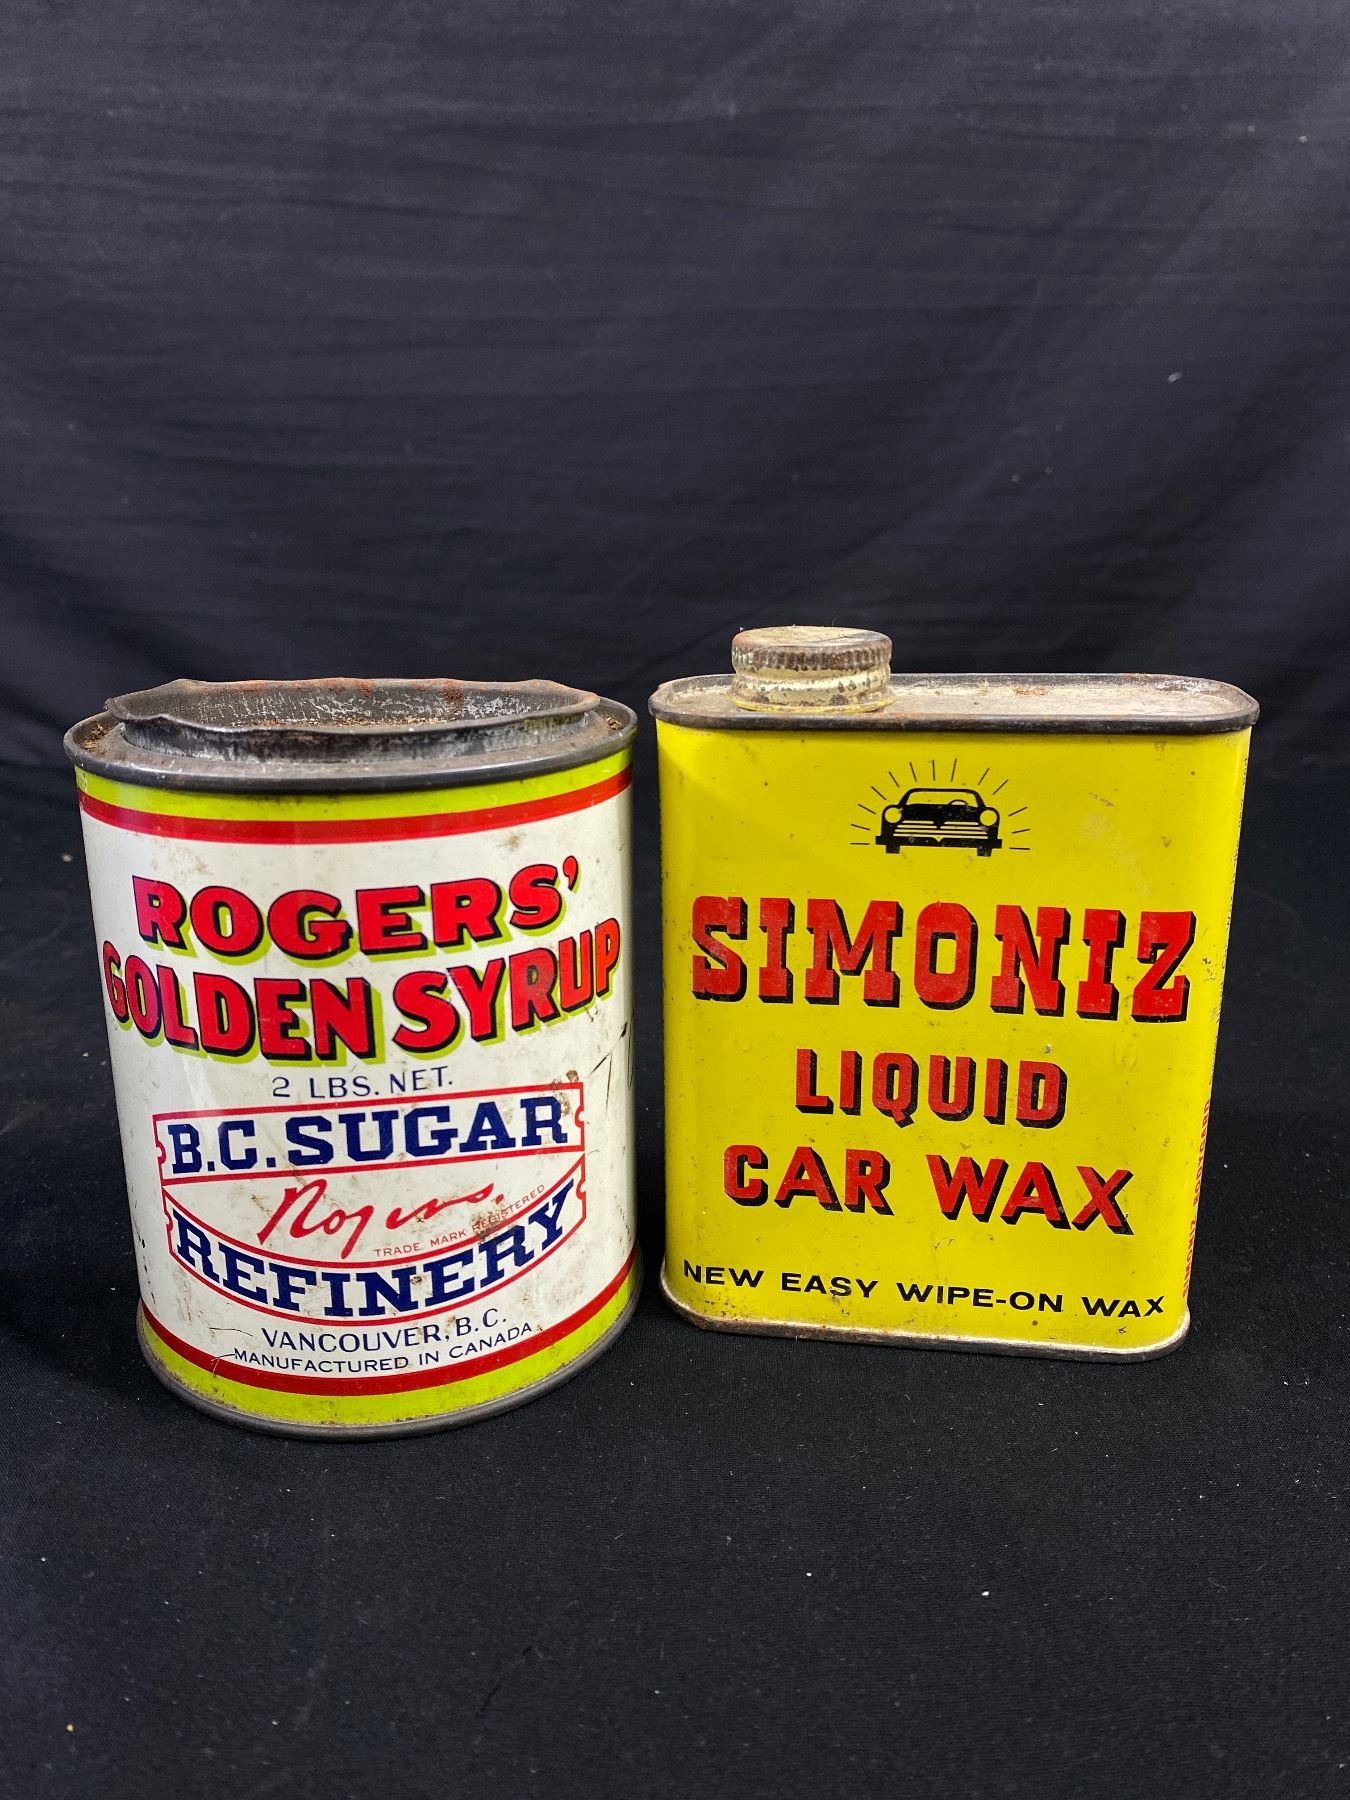 ROGERS'
GOLDEN SYRUP
2 LBS. NET.
B.C. SUGAR
Rogers.
TRADE MARK REGISTERED
REFINERY
VANCOUVER, B.C.
MANUFACTURED IN CANADA
SIMONIZ
LIQUID
CAR WAX
NEW EASY WIPE-ON WAX